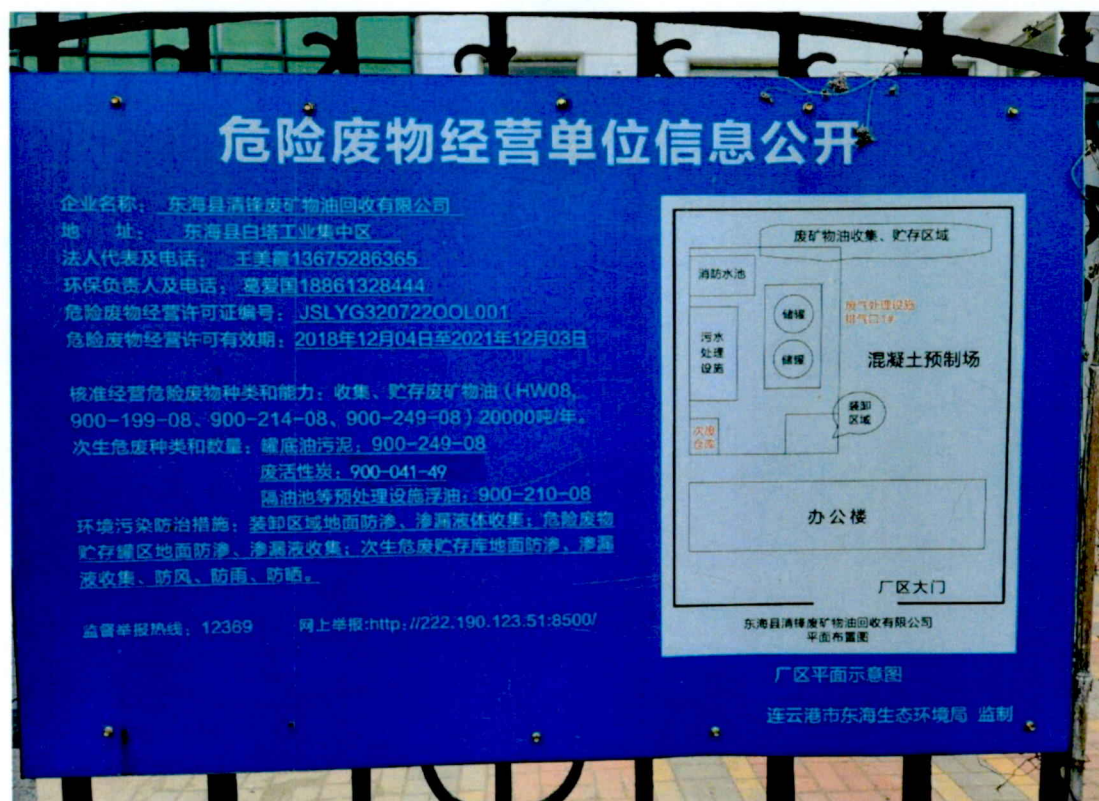 危险废物经营单位信息公开
企业名称：东海县清锋废矿物油回收有限公司
地　址：东海县白塔工业集中区
法人代表及电话：王美霞13675286365
环保负责人及电话：葛爱国18861328444
危险废物经营许可证编号：JSLYG320722OOL001
危险废物经营许可有效期：2018年12月04日至2021年12月03日
核准经营危险废物种类和能力：收集、贮存废矿物油（HW08,
900-199-08、900-214-08、900-249-08）20000吨/年。
次生危废种类和数量：罐底油污泥：900-249-08
废活性炭：900-041-49
隔油池等预处理设施浮油：900-210-08
环境污染防治措施：装卸区域地面防渗、渗漏液体收集；危险废物
贮存罐区地面防渗、渗漏液收集；次生危废贮存库地面防渗、渗漏
液收集、防风、防雨、防晒。
监督举报热线：12369　网上举报:http://222.190.123.51:8500/
废矿物油收集、贮存区域
消防水池
储罐
废气处理设施
排气口1#
污水
处理
设施
储罐
混凝土预制场
装卸
区域
次废
仓库
办公楼
厂区大门
东海县清锋废矿物油回收有限公司
平面布置图
厂区平面示意图
连云港市东海生态环境局 监制